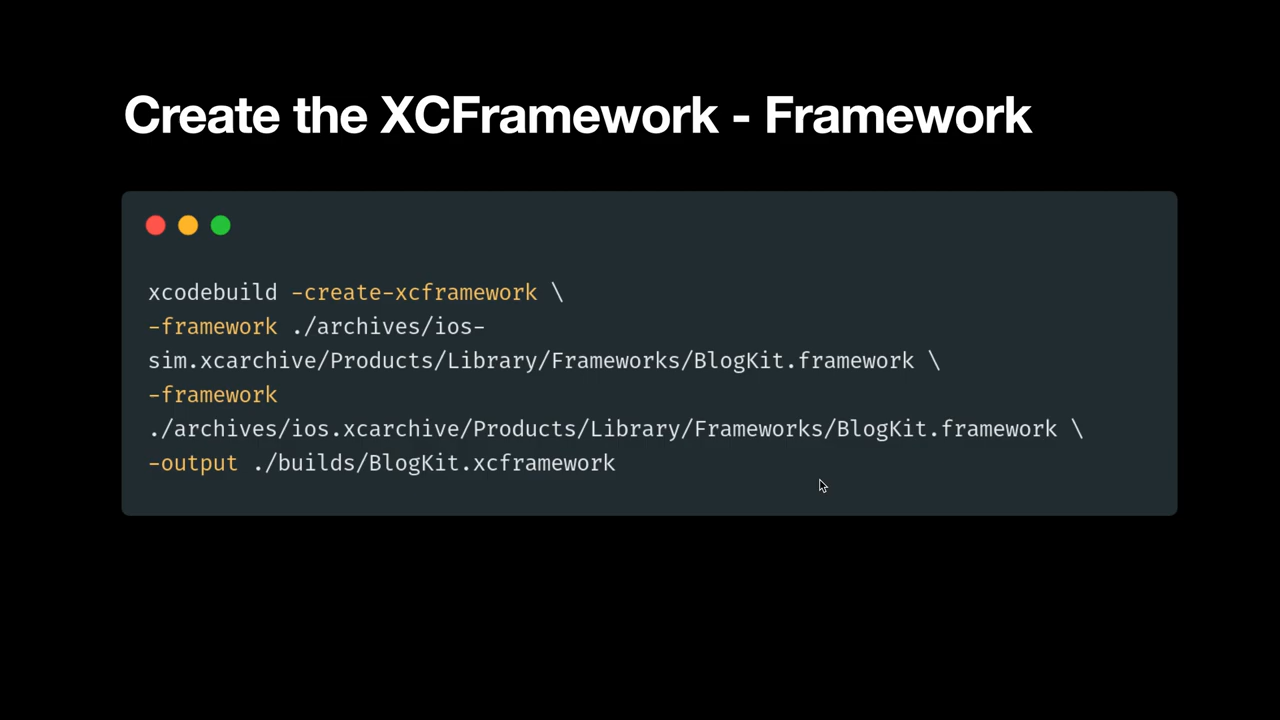 Create the XCFramework - Framework
xcodebuild -create-xcframework \
-framework ./archives/ios-
sim.xcarchive/Products/Library/Frameworks/BlogKit.framework \
-framework
./archives/ios.xcarchive/Products/Library/Frameworks/BlogKit.framework \
-output ./builds/BlogKit.xcframework